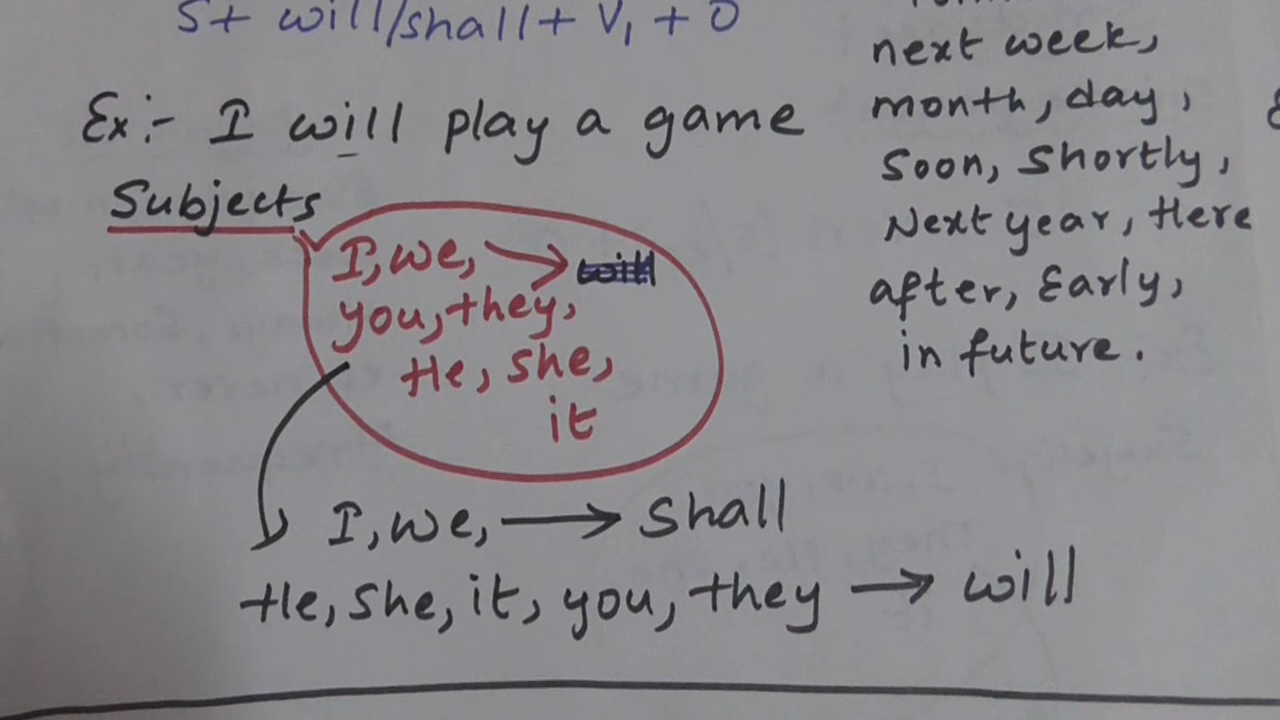 S+ will/shall + V₁ + O
Ex:- I will play a game
Subjects
I, we, →
you, they,
He, she,
it
I, we, → shall
He, she, it, you, they → will
next week,
month, day,
Soon, shortly,
Next year, Here
after, Early,
in future.